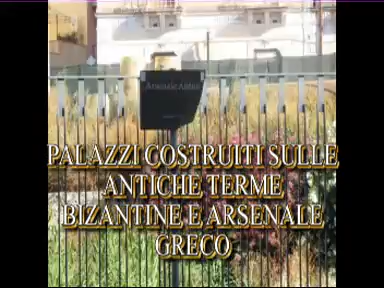 PALAZZI COSTRUITI SULLE
ANTICHE TERME
BIZANTINE E ARSENALE
GRECO